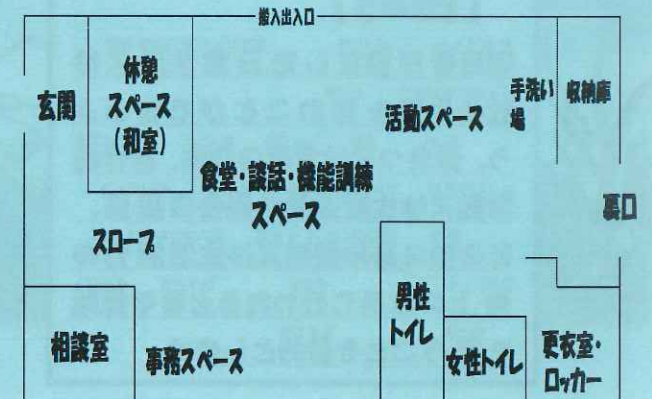 搬入出入口
玄関
休憩
スペース
(和室)
活動スペース
手洗い
場
収納庫
食堂・談話・機能訓練
スペース
裏口
スロープ
男性
トイレ
相談室
事務スペース
女性トイレ
更衣室・
ロッカー